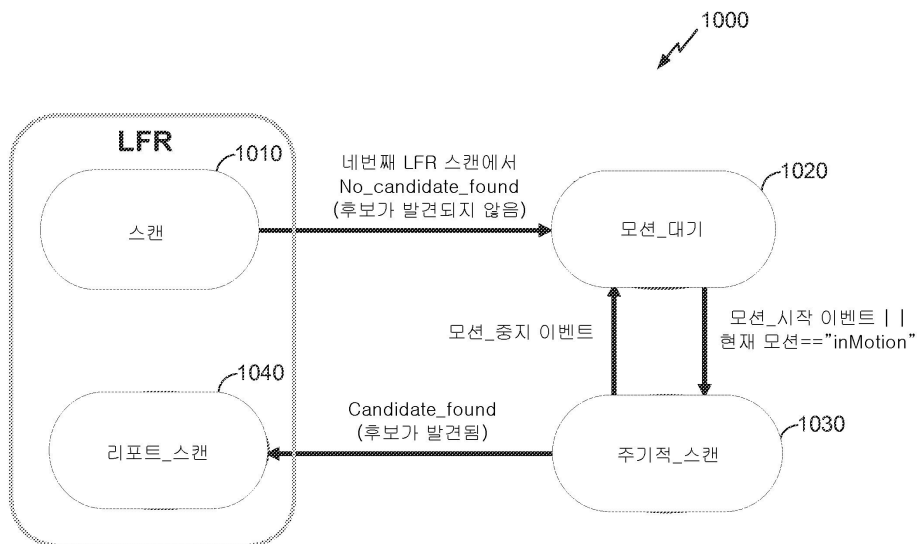 1000
LFR
1010
스캔
네번째 LFR 스캔에서
No_candidate_found
(후보가 발견되지 않음)
1020
모션_대기
모션_중지 이벤트
모션_시작 이벤트 ||
현재 모션=="inMotion"
1040
리포트_스캔
Candidate_found
(후보가 발견됨)
1030
주기적_스캔